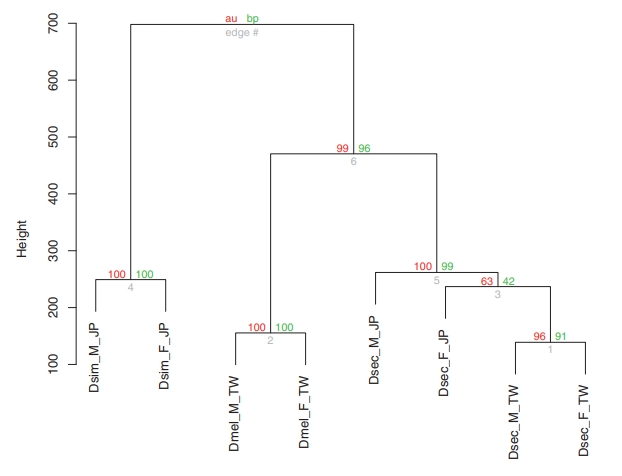 au bp
edge #
700
600
500
400
300
200
100
Height
99 96
6
100 99
5
100 100
4
63 42
3
100 100
2
96 91
1
Dsim_M_JP
Dsim_F_JP
Dmel_M_TW
Dmel_F_TW
Dsec_M_JP
Dsec_F_JP
Dsec_M_TW
Dsec_F_TW